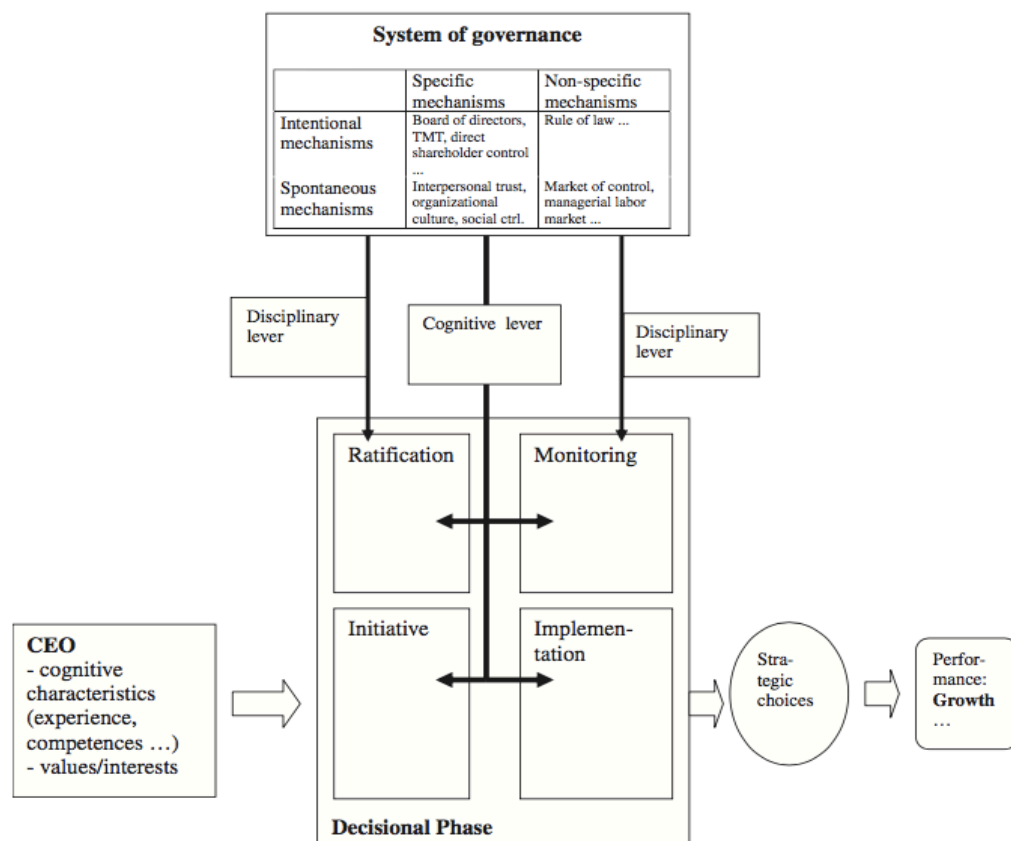 System of governance
Specific
mechanisms
Non-specific
mechanisms
Intentional
mechanisms
Board of directors,
TMT, direct
shareholder control
...
Rule of law ...
Spontaneous
mechanisms
Interpersonal trust,
organizational
culture, social ctrl.
Market of control,
managerial labor
market ...
Disciplinary
lever
Cognitive lever
Disciplinary
lever
Ratification
Monitoring
Initiative
Implemen-
tation
CEO
- cognitive
characteristics
(experience,
competences ...)
- values/interests
Stra-
tegic
choices
Perfor-
mance:
Growth
...
Decisional Phase